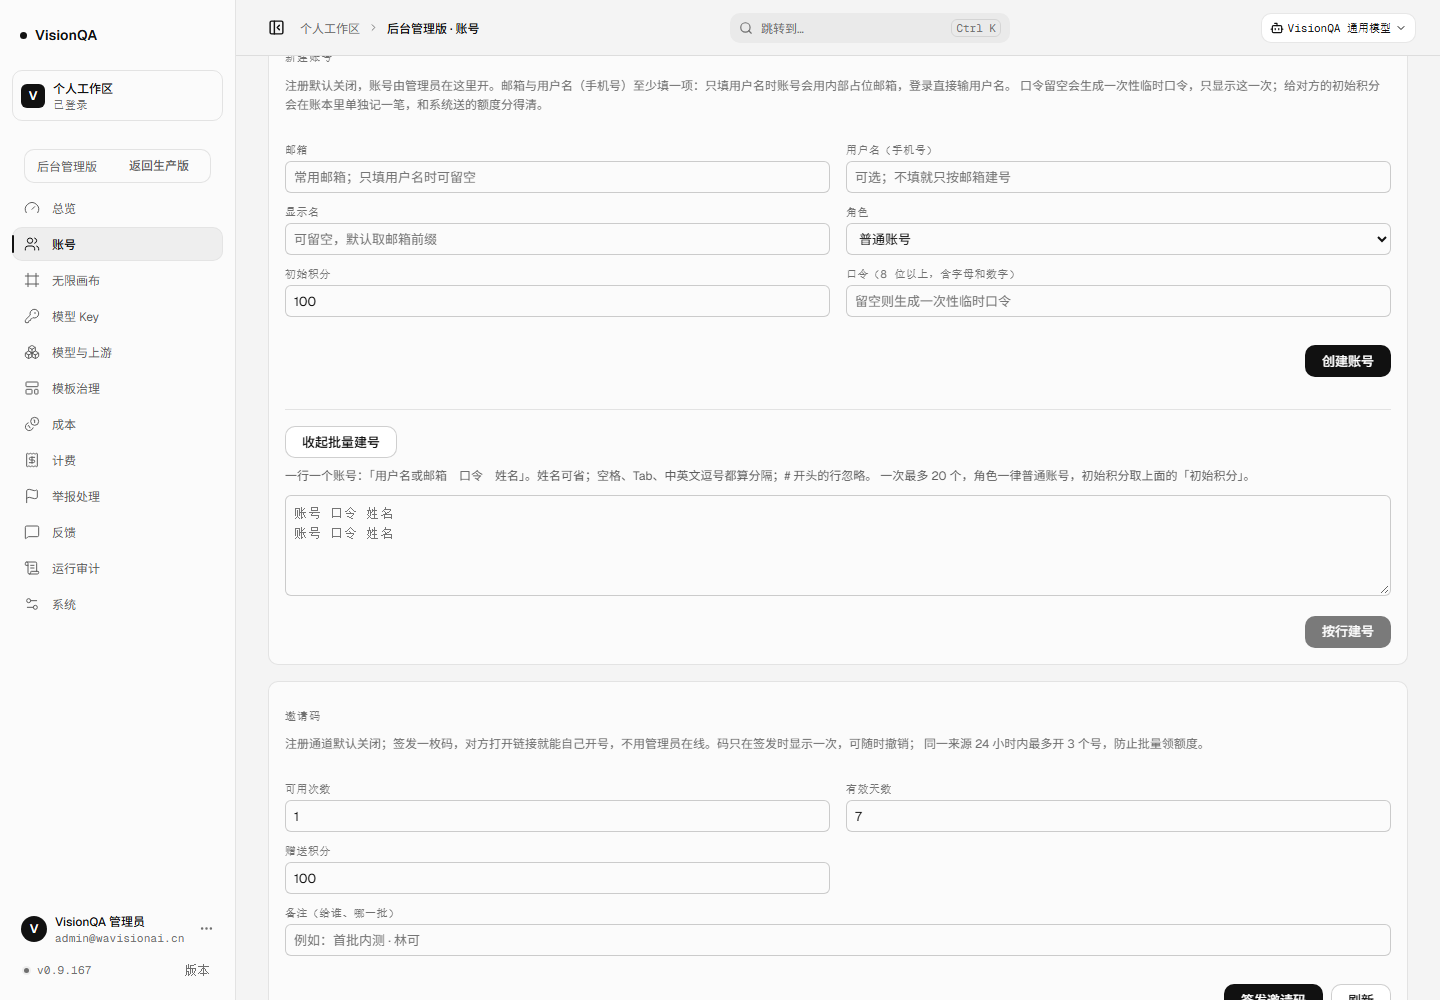 VisionQA
V
个人工作区
已登录
后台管理版
返回生产版
总览
账号
无限画布
模型 Key
模型与上游
模板治理
成本
计费
举报处理
反馈
运行审计
系统
V
VisionQA 管理员
admin@wavisionai.cn
v0.9.167
版本
个人工作区
后台管理版 · 账号
跳转到...
Ctrl K
VisionQA 通用模型
新建账号
注册默认关闭，账号由管理员在这里开。邮箱与用户名（手机号）至少填一项：只填用户名时账号会用内部占位邮箱，登录直接输用户名。 口令留空会生成一次性临时口令，只显示这一次；给对方的初始积分
会在账本里单独记一笔，和系统送的额度分得清。
邮箱
用户名（手机号）
常用邮箱；只填用户名时可留空
可选；不填就只按邮箱建号
显示名
角色
可留空，默认取邮箱前缀
普通账号
初始积分
口令（8 位以上，含字母和数字）
100
留空则生成一次性临时口令
创建账号
收起批量建号
一行一个账号：「用户名或邮箱　口令　姓名」。姓名可省；空格、Tab、中英文逗号都算分隔；# 开头的行忽略。 一次最多 20 个，角色一律普通账号，初始积分取上面的「初始积分」。
账号 口令 姓名
账号 口令 姓名
按行建号
邀请码
注册通道默认关闭；签发一枚码，对方打开链接就能自己开号，不用管理员在线。码只在签发时显示一次，可随时撤销； 同一来源 24 小时内最多开 3 个号，防止批量领额度。
可用次数
有效天数
1
7
赠送积分
100
备注（给谁、哪一批）
例如：首批内测 · 林可
签发邀请码
刷新